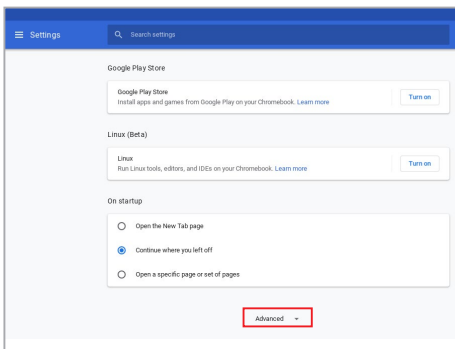 Settings
Search settings
Google Play Store
Google Play Store
Install apps and games from Google Play on your Chromebook. Learn more
Turn on
Linux (Beta)
Linux
Run Linux tools, editors, and IDEs on your Chromebook. Learn more
Turn on
On startup
Open the New Tab page
Continue where you left off
Open a specific page or set of pages
Advanced